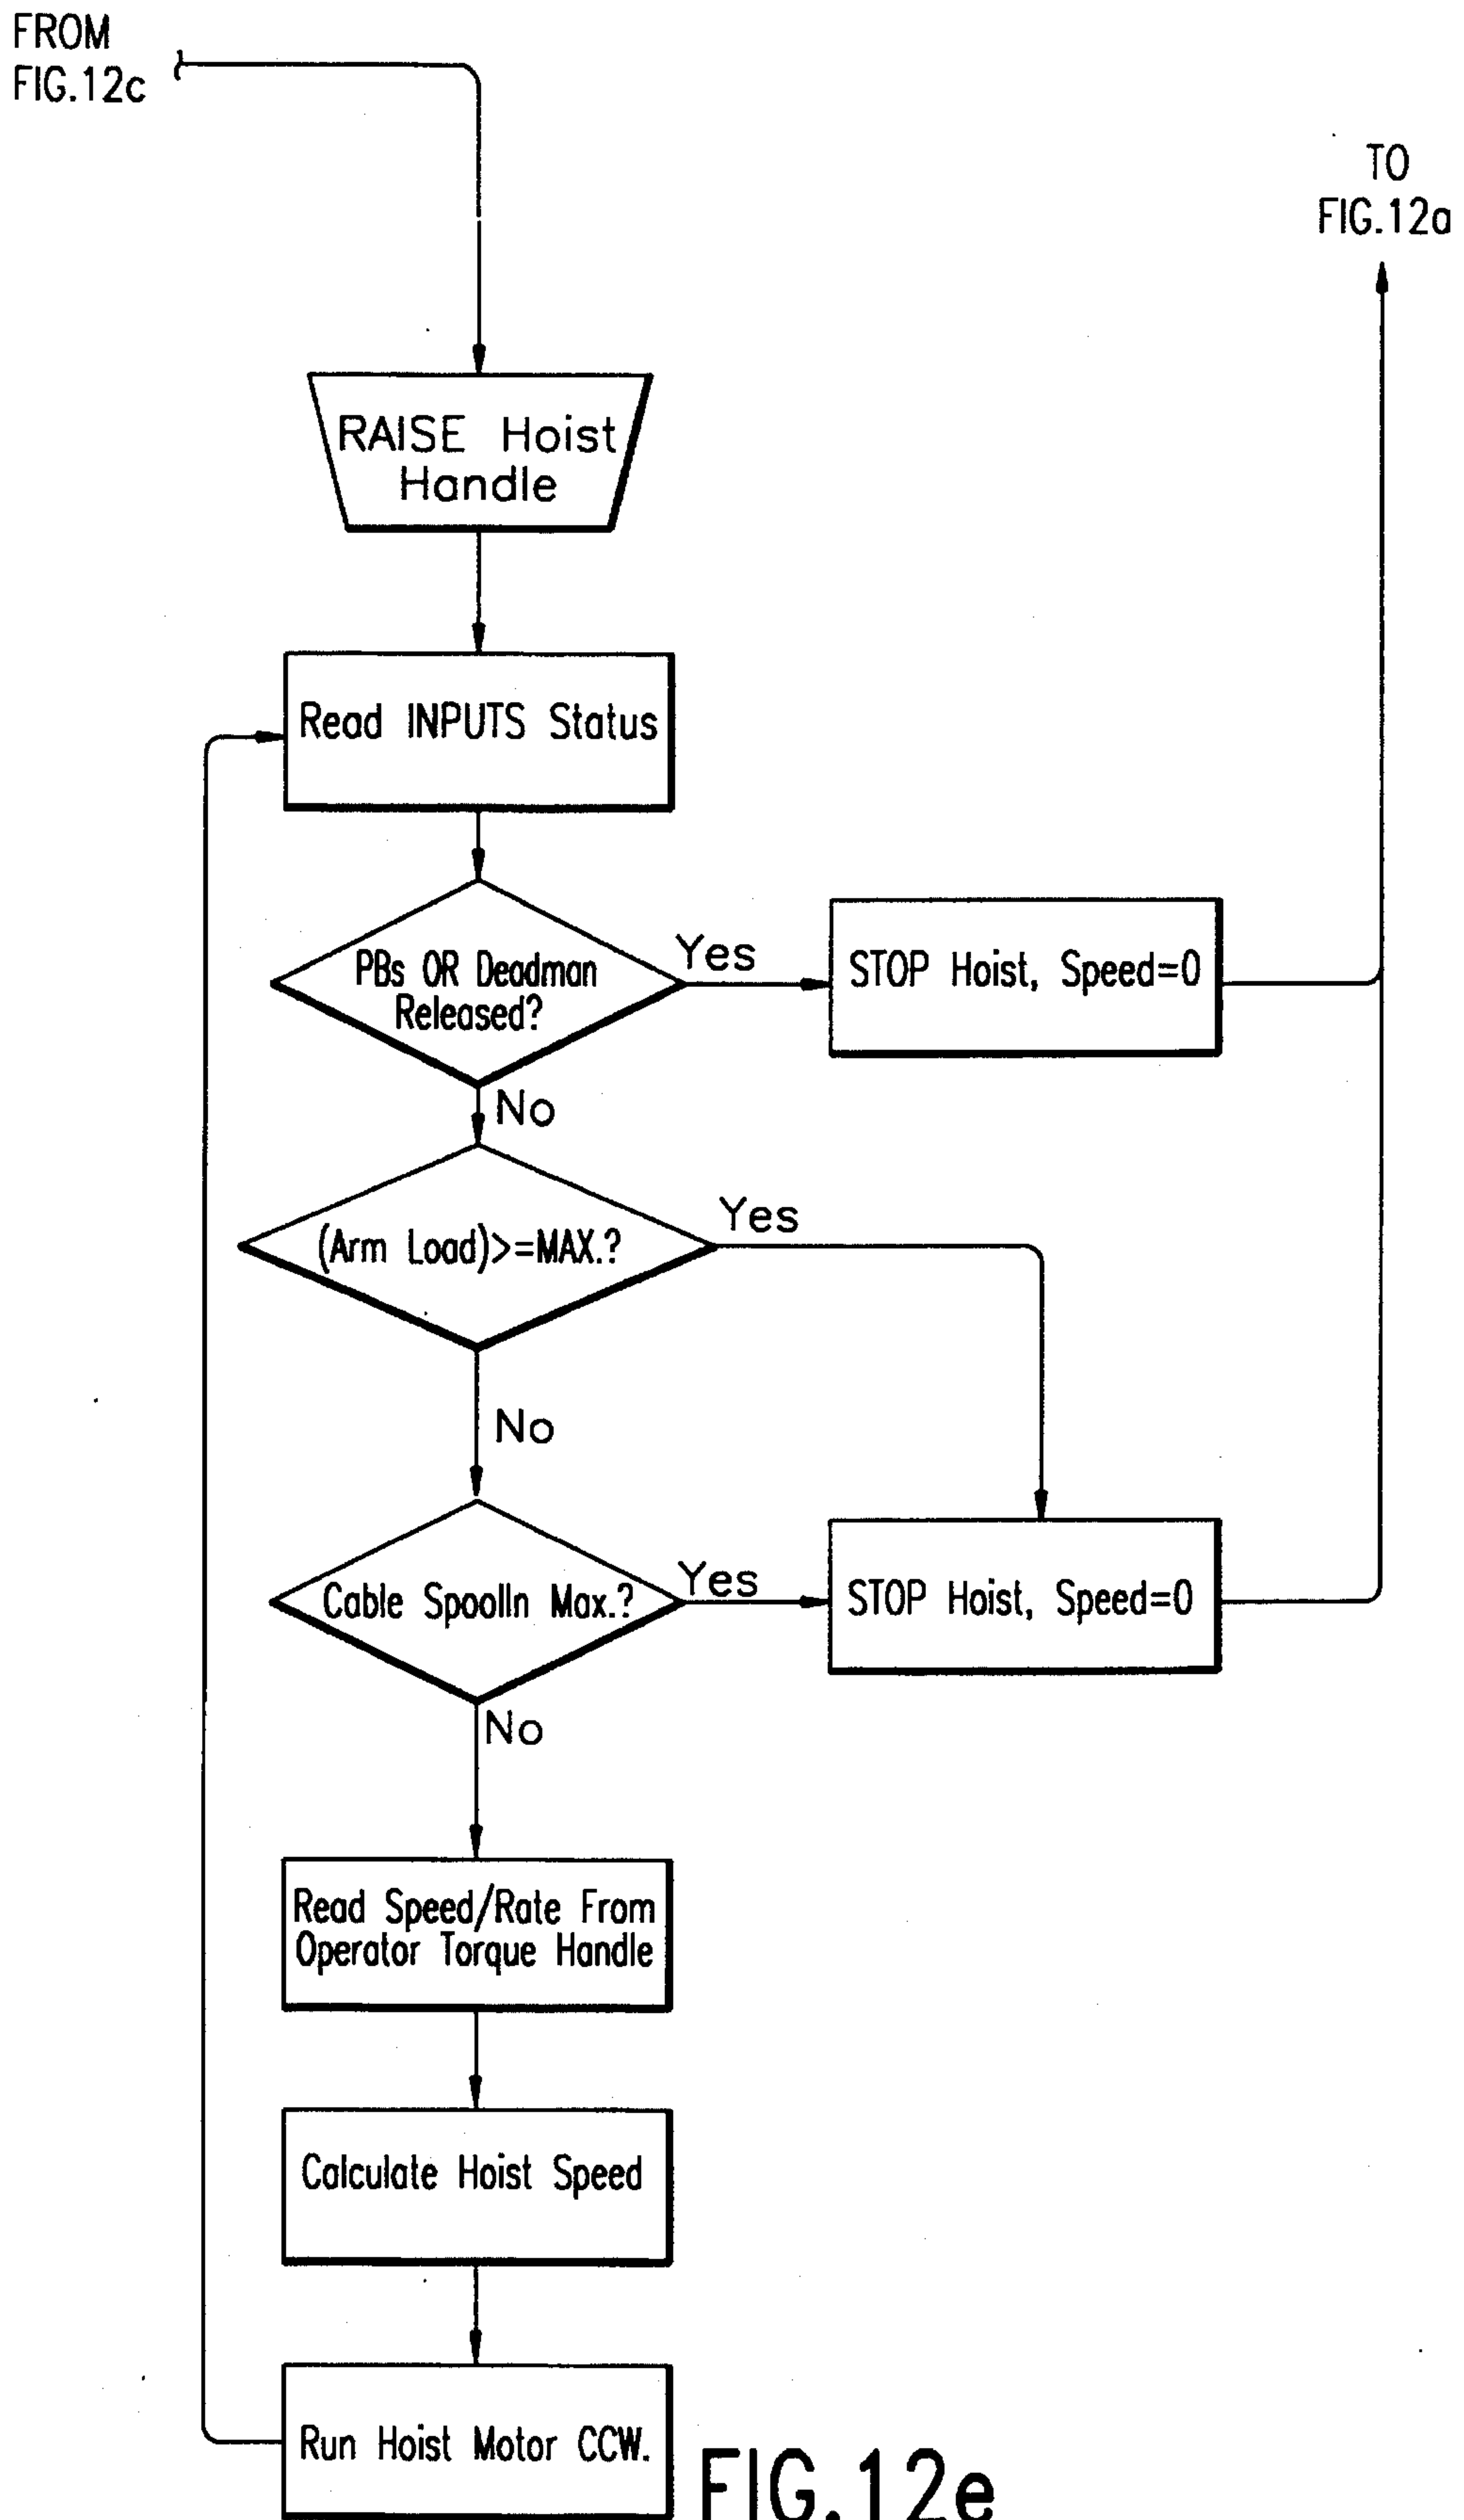 FROM
FIG.12c
TO
FIG.12a
RAISE Hoist
Handle
Read INPUTS Status
PBs OR Deadman
Released?
Yes
STOP Hoist, Speed=0
No
(Arm Load)>=MAX.?
Yes
No
Cable SpoolIn Max.?
Yes
STOP Hoist, Speed=0
No
Read Speed/Rate From
Operator Torque Handle
Calculate Hoist Speed
Run Hoist Motor CCW.
FIG.12e